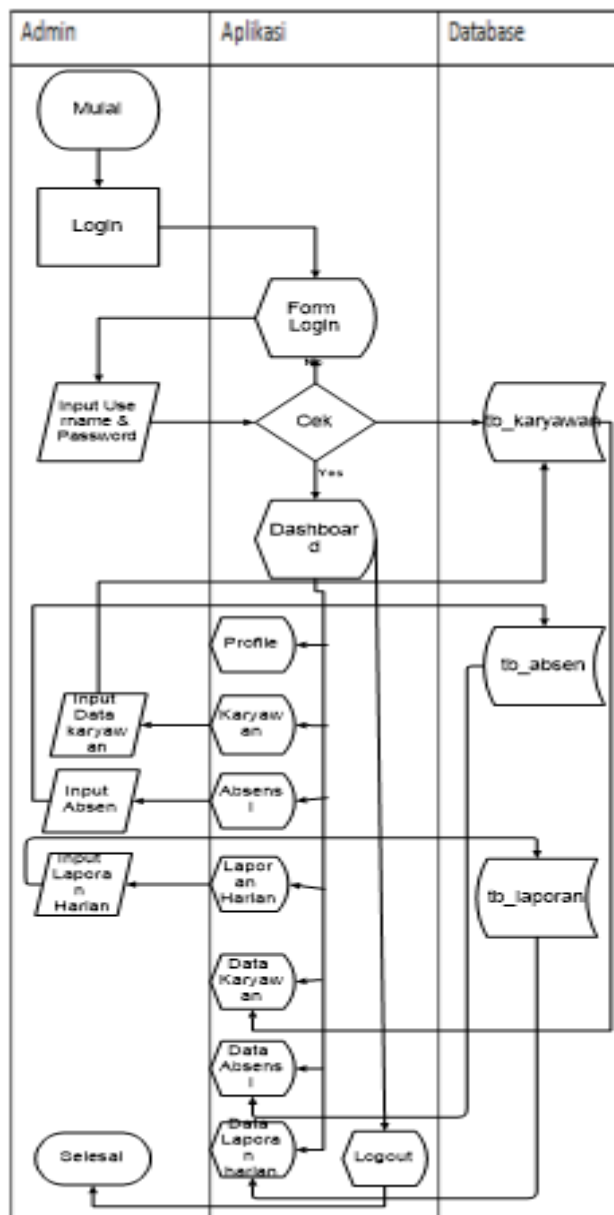 Admin
Aplikasi
Database
Mulai
Login
Form
Login
No
Input Use
rname &
Password
Cek
tb_karyawan
Yes
Dashboar
d
Profile
tb_absen
Input
Data
karyaw
an
Karyaw
an
Input
Absen
Absens
i
Input
Lapora
n
Harian
Lapor
an
Harian
tb_laporan
Data
Karyaw
an
Data
Absens
i
Data
Lapora
n
harian
Selesai
Logout